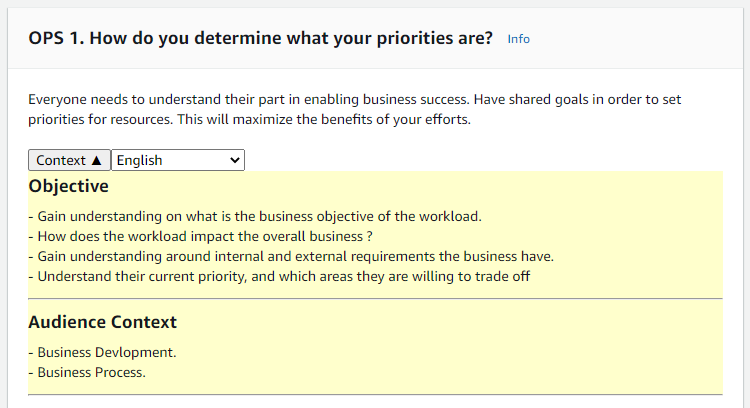 OPS 1. How do you determine what your priorities are? Info
Everyone needs to understand their part in enabling business success. Have shared goals in order to set
priorities for resources. This will maximize the benefits of your efforts.
Context ▲ English
Objective
- Gain understanding on what is the business objective of the workload.
- How does the workload impact the overall business ?
- Gain understanding around internal and external requirements the business have.
- Understand their current priority, and which areas they are willing to trade off
Audience Context
- Business Devlopment.
- Business Process.